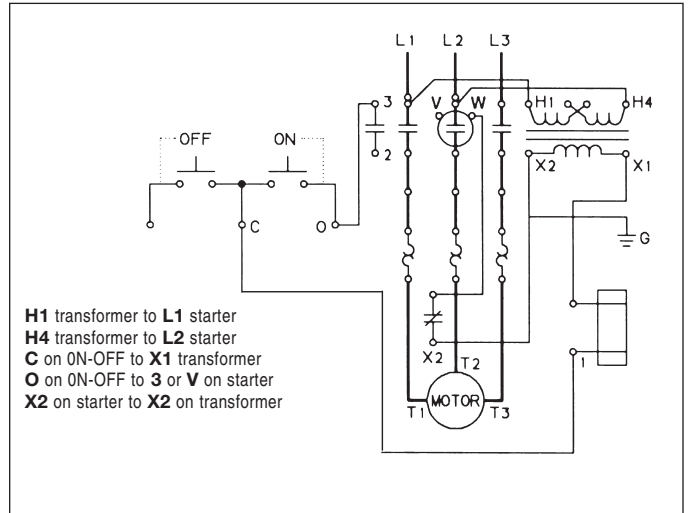 L1 L2 L3
3 V W H1 H4
OFF ON
2
X2 X1
C O
G
H1 transformer to L1 starter
H4 transformer to L2 starter
C on 0N-OFF to X1 transformer
O on 0N-OFF to 3 or V on starter
X2 on starter to X2 on transformer
X2
1
T2
T1 MOTOR T3